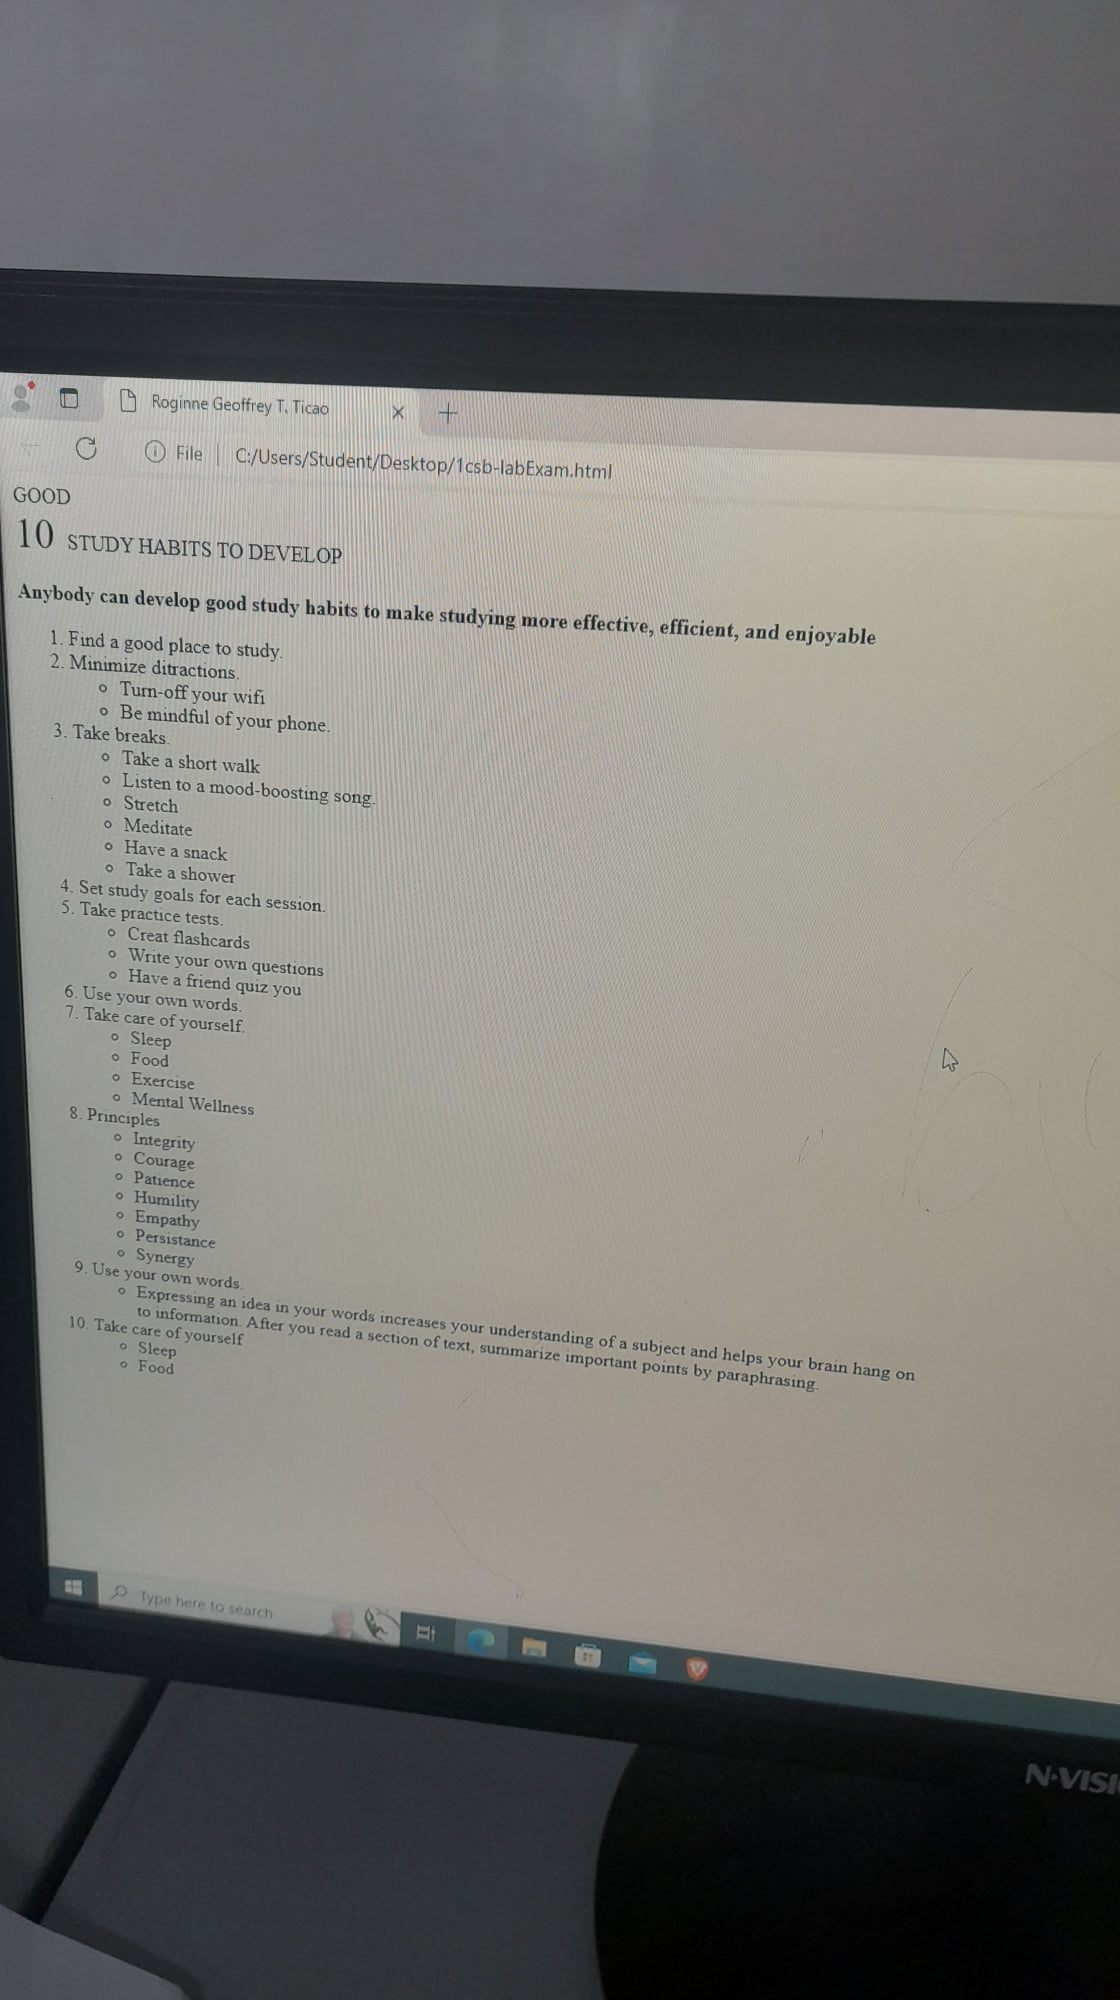 Roginne Geoffrey T. Ticao
File
C:/Users/Student/Desktop/1csb-labExam.html
GOOD
10 STUDY HABITS TO DEVELOP
Anybody can develop good study habits to make studying more effective, efficient, and enjoyable
1. Find a good place to study.
2. Minimize ditractions.
Turn-off your wifi
Be mindful of your phone.
3. Take breaks.
Take a short walk
Listen to a mood-boosting song.
Stretch
Meditate
Have a snack
Take a shower
4. Set study goals for each session.
5. Take practice tests.
Creat flashcards
Write your own questions
Have a friend quiz you
6. Use your own words.
7. Take care of yourself.
Sleep
Food
Exercise
Mental Wellness
8. Principles
Integrity
Courage
Patience
Humility
Empathy
Persistance
Synergy
9. Use your own words.
Expressing an idea in your words increases your understanding of a subject and helps your brain hang on
to information. After you read a section of text, summarize important points by paraphrasing.
10. Take care of yourself
Sleep
Food
Type here to search